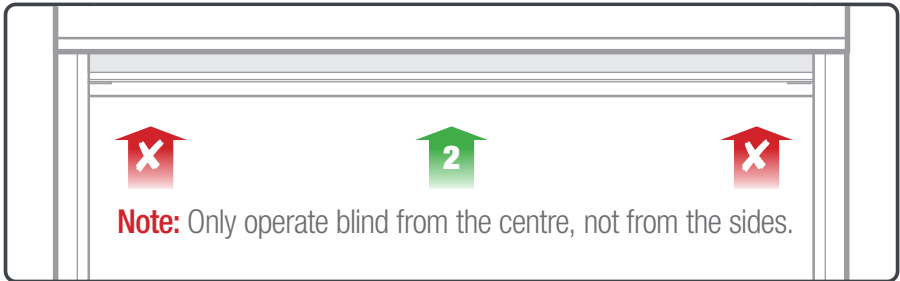 ✘ 2 ✘
Note: Only operate blind from the centre, not from the sides.